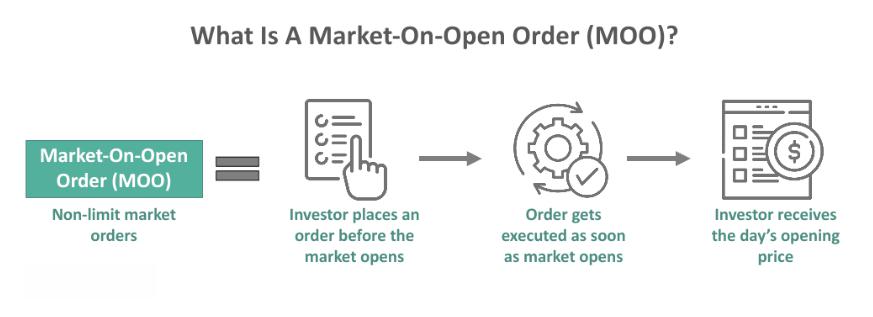 What Is A Market-On-Open Order (MOO)?
Market-On-Open
Order (MOO)
Non-limit market
orders
Investor places an
order before the
market opens
Order gets
executed as soon
as market opens
$
Investor receives
the day's opening
price